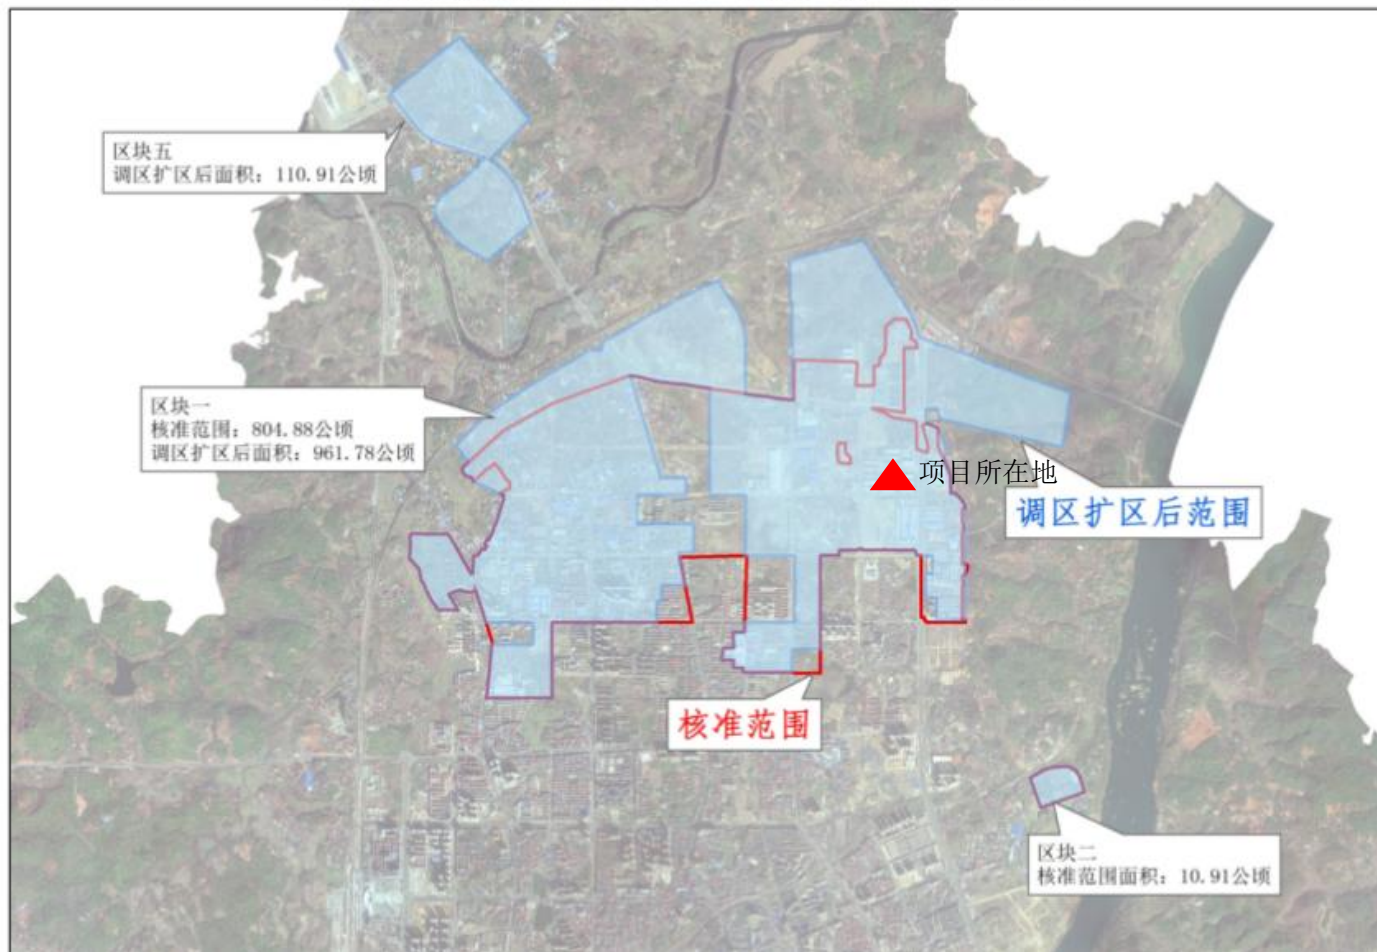 区块五
调区扩区后面积：110.91公顷
区块一
核准范围：804.88公顷
调区扩区后面积：961.78公顷
项目所在地
调区扩区后范围
核准范围
区块二
核准范围面积：10.91公顷